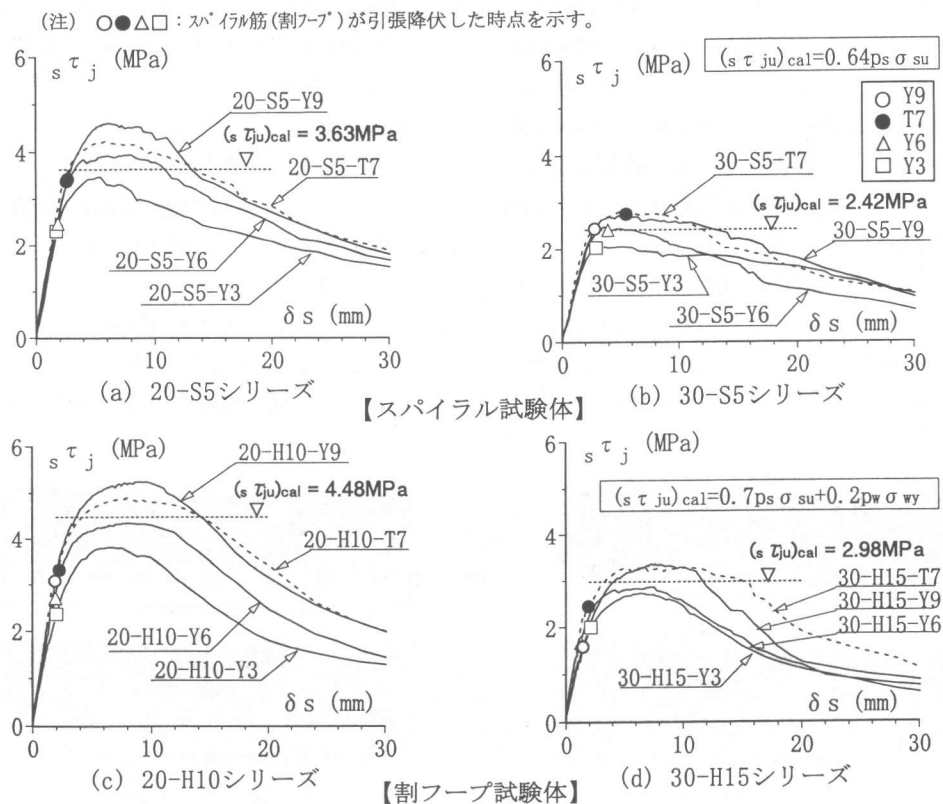 (注) ○●△□：スパイラル筋(割フープ)が引張降伏した時点を示す。
sτj (MPa)
6
4
2
0
0 10 20 30
20-S5-Y9
(sτju)cal = 3.63MPa
20-S5-T7
20-S5-Y6
20-S5-Y3
δs (mm)
(a) 20-S5シリーズ
sτj (MPa)
(sτju)cal=0.64psσsu
○ Y9
● T7
△ Y6
□ Y3
6
4
2
0
0 10 20 30
30-S5-T7
(sτju)cal = 2.42MPa
30-S5-Y9
30-S5-Y3
30-S5-Y6
δs (mm)
(b) 30-S5シリーズ
【スパイラル試験体】
sτj (MPa)
6
4
2
0
0 10 20 30
20-H10-Y9
(sτju)cal = 4.48MPa
20-H10-T7
20-H10-Y6
20-H10-Y3
δs (mm)
(c) 20-H10シリーズ
sτj (MPa)
(sτju)cal=0.7psσsu+0.2pwσwy
6
4
2
0
0 10 20 30
(sτju)cal = 2.98MPa
30-H15-T7
30-H15-Y9
30-H15-Y6
30-H15-Y3
δs (mm)
(d) 30-H15シリーズ
【割フープ試験体】